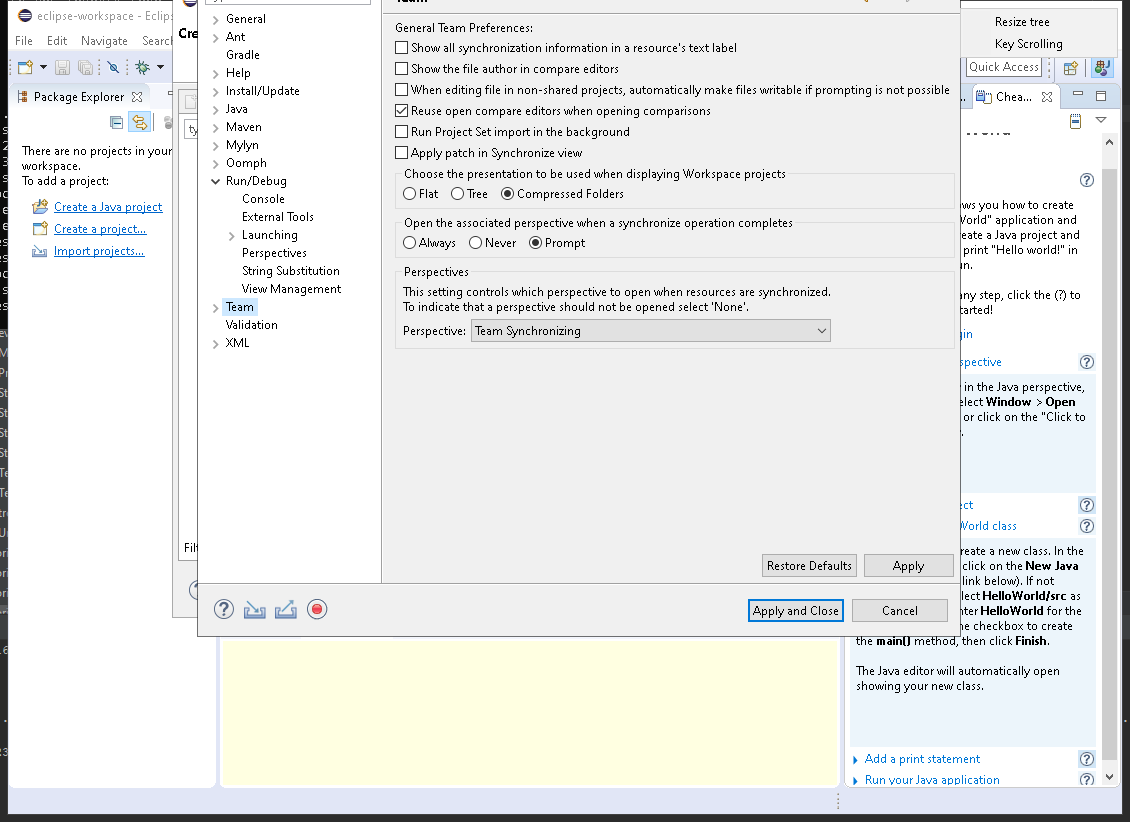 eclipse-workspace - Eclips
File Edit Navigate Search
Package Explorer
There are no projects in your
workspace.
To add a project:
Create a Java project
Create a project...
Import projects...
Cre
General
Ant
Gradle
Help
Install/Update
Java
Maven
Mylyn
Oomph
Run/Debug
Console
External Tools
Launching
Perspectives
String Substitution
View Management
Team
Validation
XML
General Team Preferences:
Show all synchronization information in a resource's text label
Show the file author in compare editors
When editing file in non-shared projects, automatically make files writable if prompting is not possible
Reuse open compare editors when opening comparisons
Run Project Set import in the background
Apply patch in Synchronize view
Choose the presentation to be used when displaying Workspace projects
Flat Tree Compressed Folders
Open the associated perspective when a synchronize operation completes
Always Never Prompt
Perspectives
This setting controls which perspective to open when resources are synchronized.
To indicate that a perspective should not be opened select 'None'.
Perspective: Team Synchronizing
Restore Defaults Apply
Apply and Close Cancel
Resize tree
Key Scrolling
Quick Access
Chea...
ws you how to create
World" application and
eate a Java project and
print "Hello world!" in
un.
any step, click the (?) to
tarted!
gin
spective
in the Java perspective,
elect Window > Open
or click on the "Click to
ect
World class
reate a new class. In the
click on the New Java
link below). If not
lect HelloWorld/src as
nter HelloWorld for the
he checkbox to create
the main() method, then click Finish.
The Java editor will automatically open
showing your new class.
Add a print statement
Run your Java application